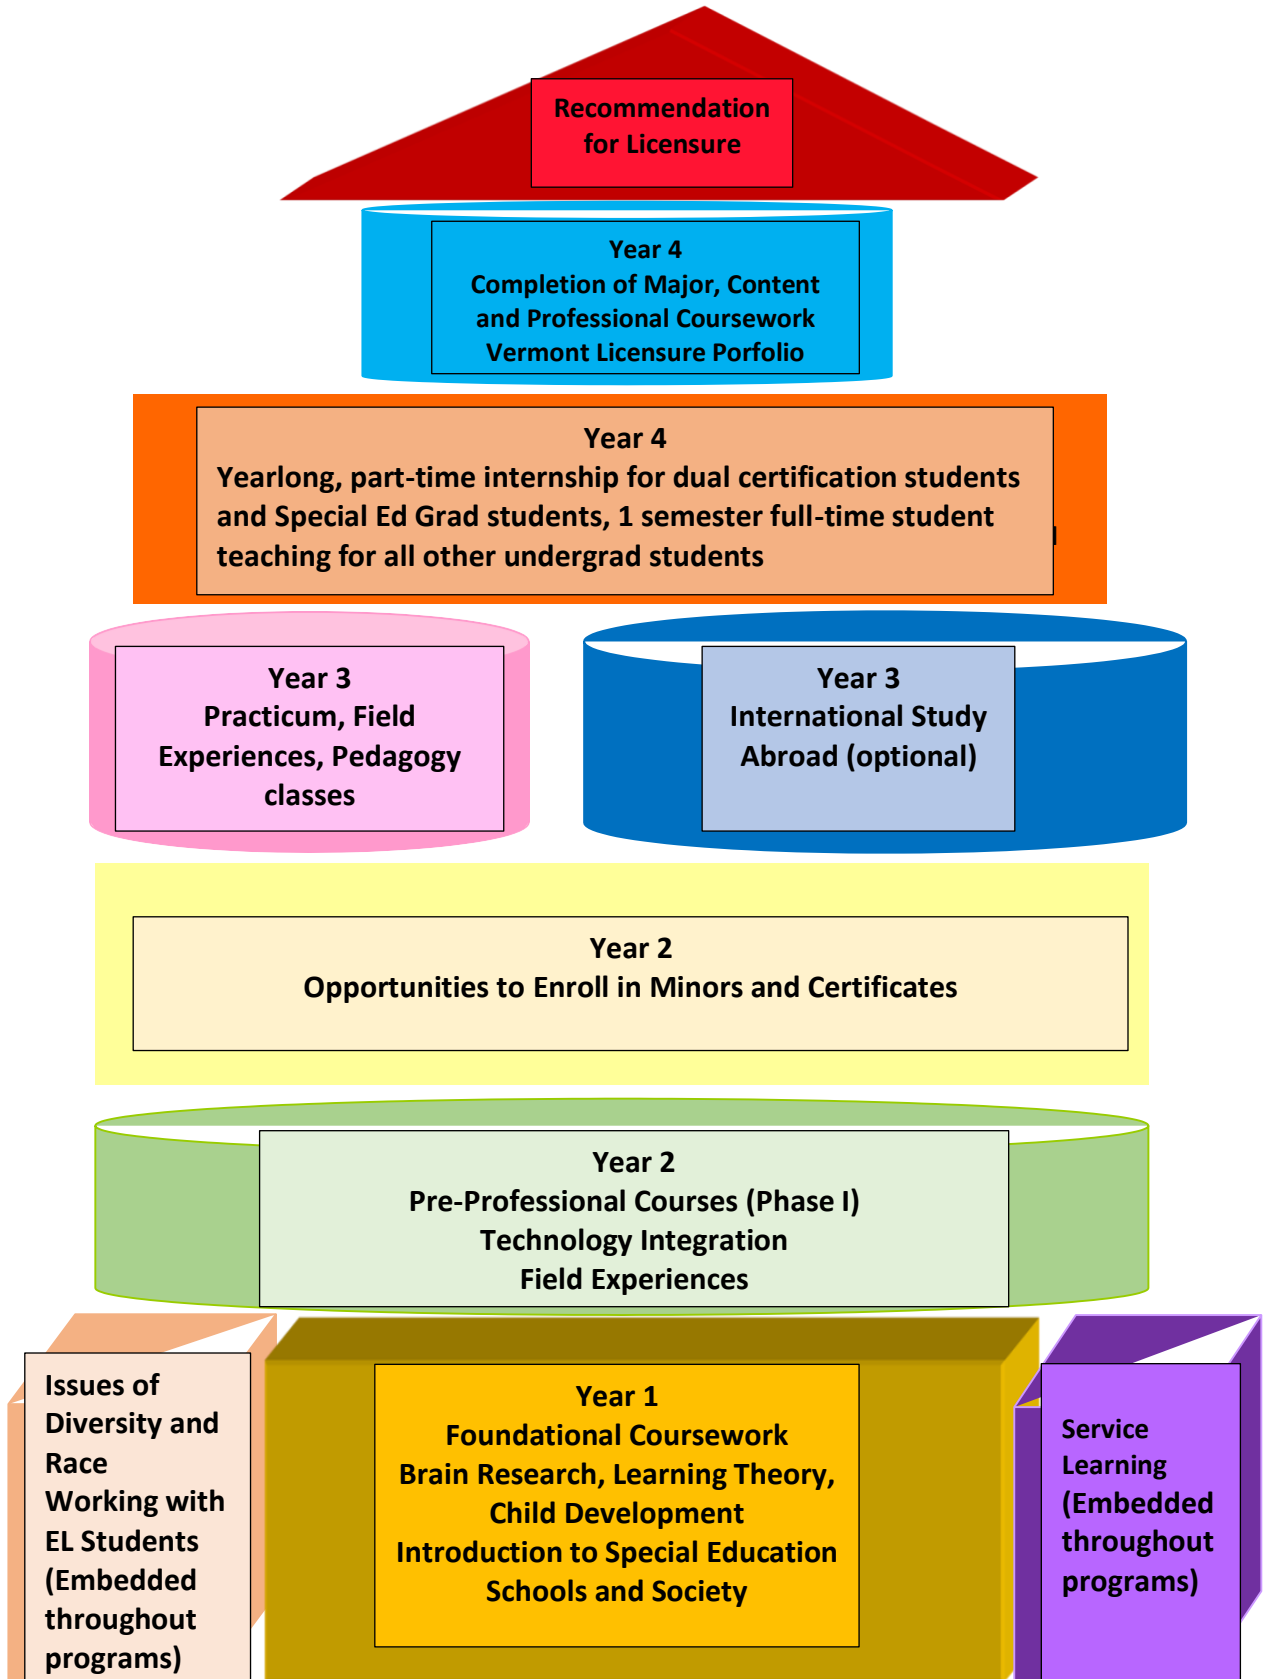 Recommendation
for Licensure
Year 4
Completion of Major, Content
and Professional Coursework
Vermont Licensure Porfolio
Year 4
Yearlong, part-time internship for dual certification students
and Special Ed Grad students, 1 semester full-time student
teaching for all other undergrad students
Year 3
Practicum, Field
Experiences, Pedagogy
classes
Year 3
International Study
Abroad (optional)
Year 2
Opportunities to Enroll in Minors and Certificates
Year 2
Pre-Professional Courses (Phase I)
Technology Integration
Field Experiences
Issues of
Diversity and
Race
Working with
EL Students
(Embedded
throughout
programs)
Year 1
Foundational Coursework
Brain Research, Learning Theory,
Child Development
Introduction to Special Education
Schools and Society
Service
Learning
(Embedded
throughout
programs)